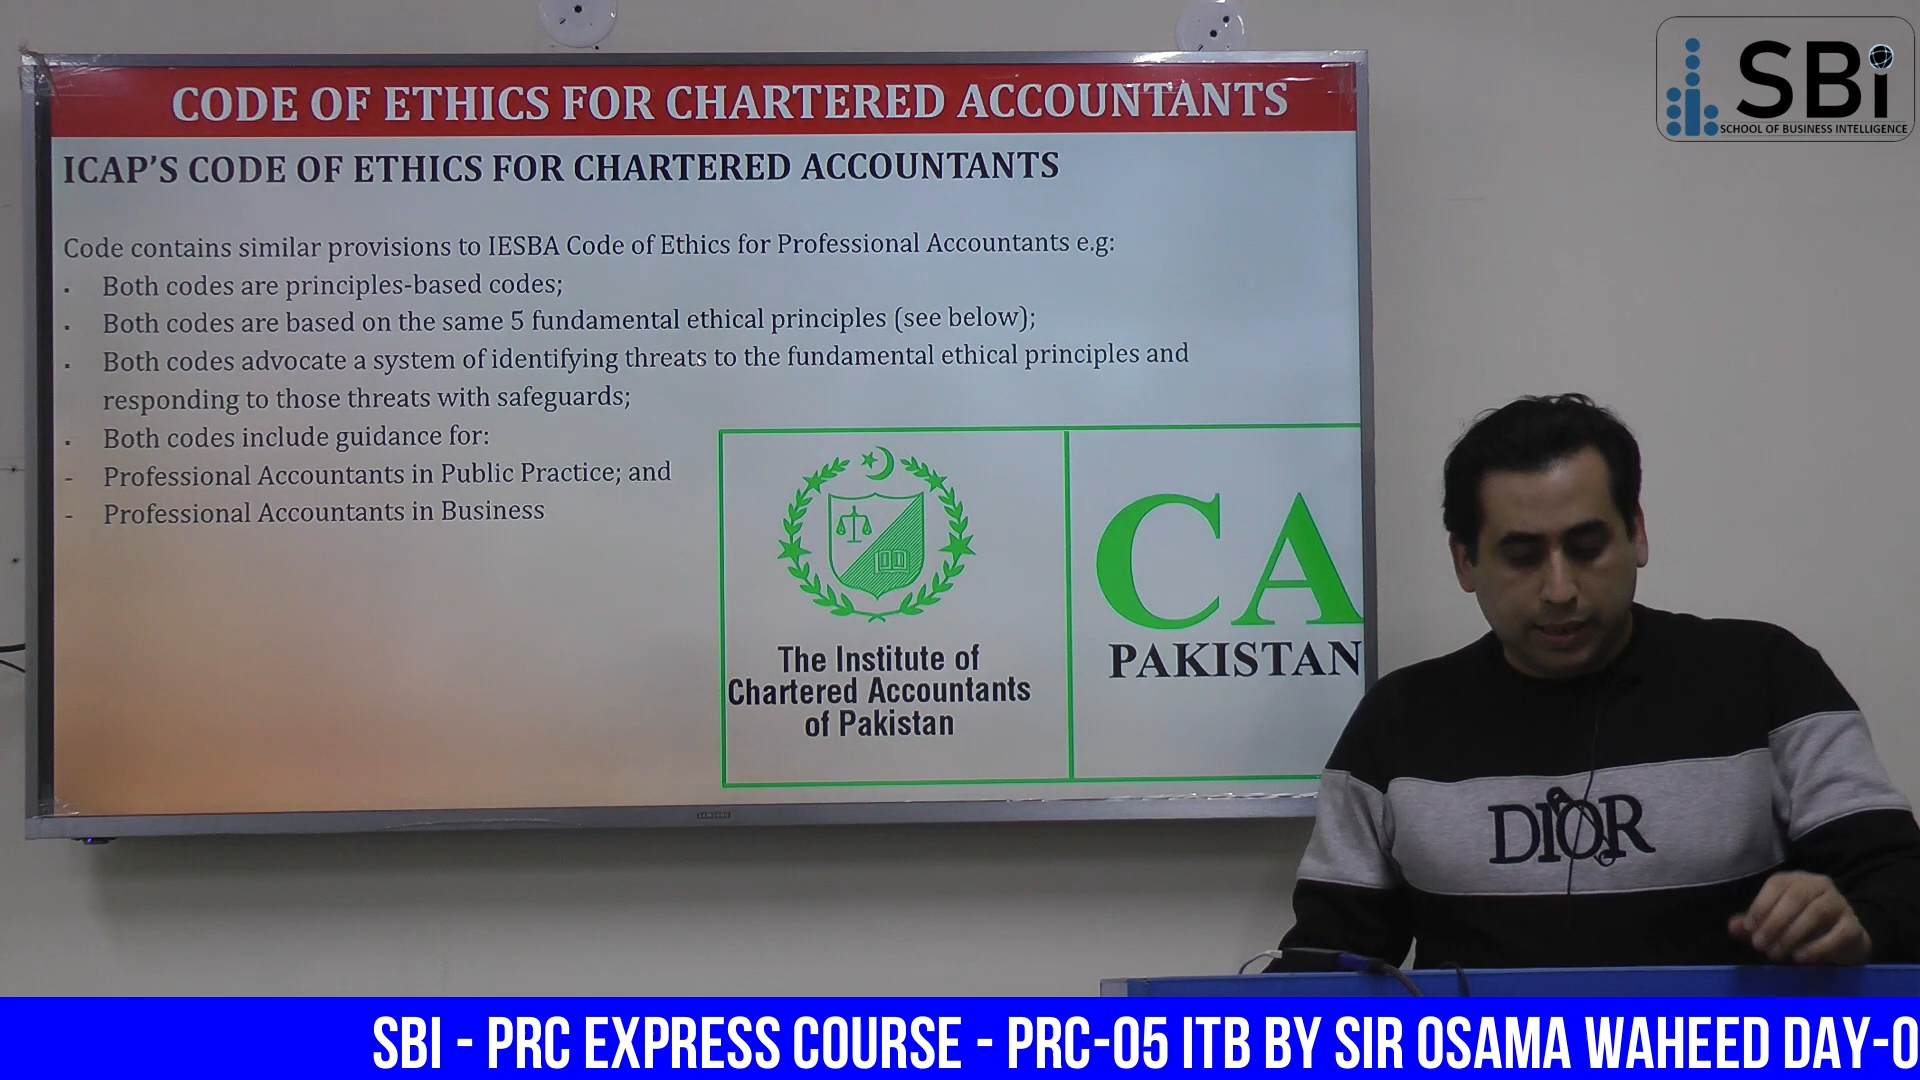 CODE OF ETHICS FOR CHARTERED ACCOUNTANTS
ICAP’S CODE OF ETHICS FOR CHARTERED ACCOUNTANTS
Code contains similar provisions to IESBA Code of Ethics for Professional Accountants e.g:
. Both codes are principles-based codes;
. Both codes are based on the same 5 fundamental ethical principles (see below);
. Both codes advocate a system of identifying threats to the fundamental ethical principles and
responding to those threats with safeguards;
. Both codes include guidance for:
- Professional Accountants in Public Practice; and
- Professional Accountants in Business
The Institute of
Chartered Accountants
of Pakistan
CA
PAKISTAN
SAMSUNG
SBi
SCHOOL OF BUSINESS INTELLIGENCE
DIOR
SBI - PRC EXPRESS COURSE - PRC-05 ITB BY SIR OSAMA WAHEED DAY-0